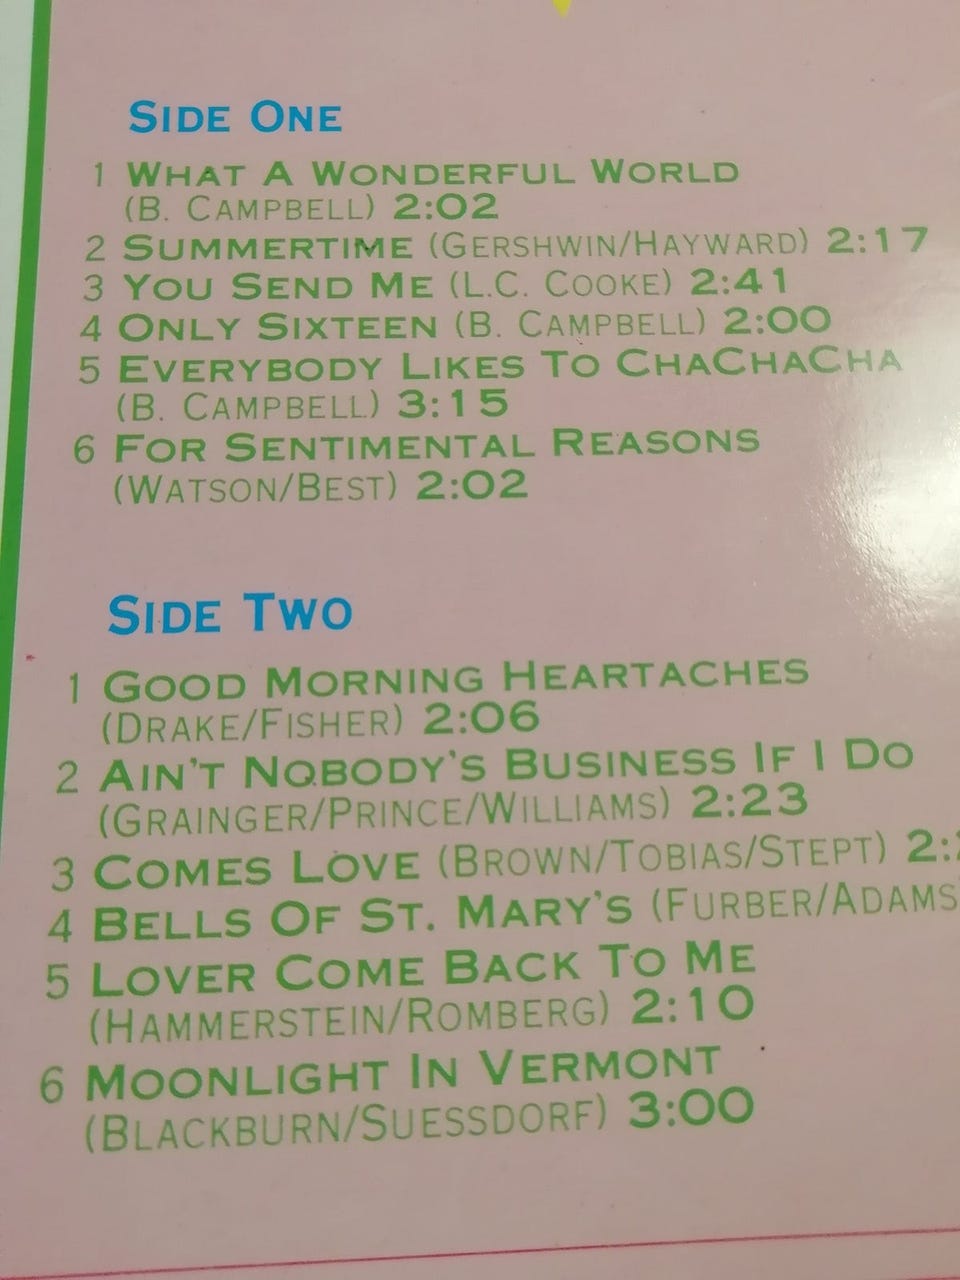 SIDE ONE
1 WHAT A WONDERFUL WORLD
(B. CAMPBELL) 2:02
2 SUMMERTIME (GERSHWIN/HAYWARD) 2:17
3 YOU SEND ME (L.C. COOKE) 2:41
4 ONLY SIXTEEN (B. CAMPBELL) 2:00
5 EVERYBODY LIKES TO CHACHACHA
(B. CAMPBELL) 3:15
6 FOR SENTIMENTAL REASONS
(WATSON/BEST) 2:02
SIDE TWO
1 GOOD MORNING HEARTACHES
(DRAKE/FISHER) 2:06
2 AIN'T NOBODY'S BUSINESS IF I DO
(GRAINGER/PRINCE/WILLIAMS) 2:23
3 COMES LOVE (BROWN/TOBIAS/STEPT)
4 BELLS OF ST. MARY'S (FURBER/ADAMS
5 LOVER COME BACK TO ME
(HAMMERSTEIN/ROMBERG) 2:10
6 MOONLIGHT IN VERMONT
(BLACKBURN/SUESSDORF) 3:00